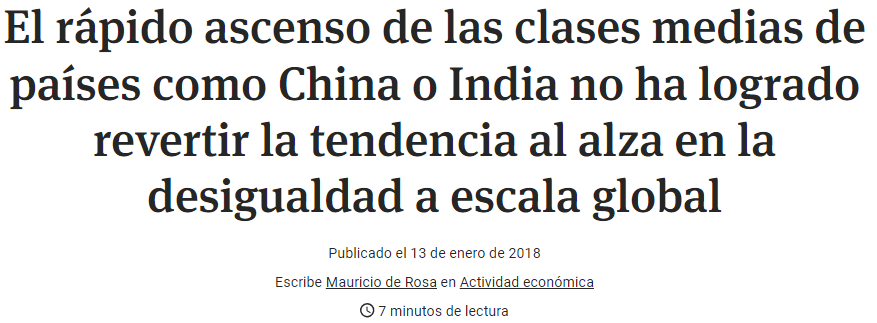 El rápido ascenso de las clases medias de
países como China o India no ha logrado
revertir la tendencia al alza en la
desigualdad a escala global
Publicado el 13 de enero de 2018
Escribe Mauricio de Rosa en Actividad económica
7 minutos de lectura